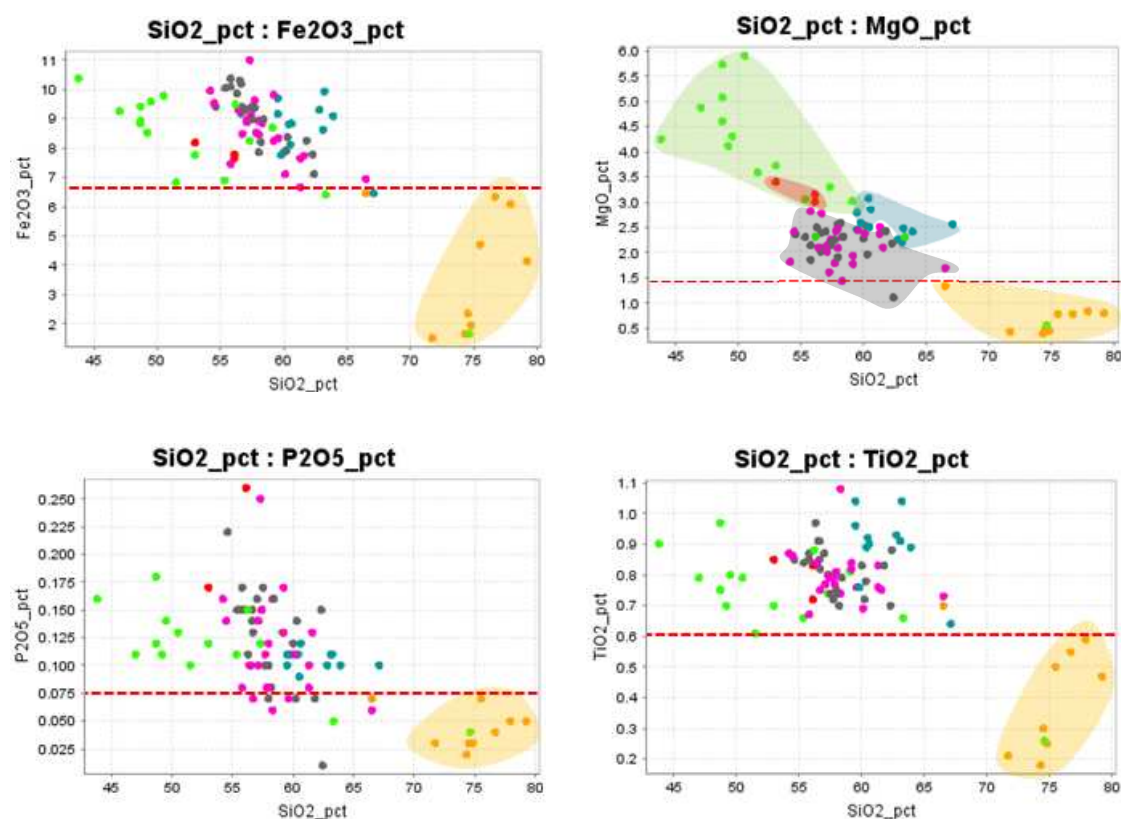 SiO2_pct : Fe2O3_pct
11
10
9
8
7
6
5
4
3
2
Fe2O3_pct
45 50 55 60 65 70 75 80
SiO2_pct
SiO2_pct : MgO_pct
6.0
5.5
5.0
4.5
4.0
3.5
3.0
2.5
2.0
1.5
1.0
0.5
MgO_pct
45 50 55 60 65 70 75 80
SiO2_pct
SiO2_pct : P2O5_pct
0.250
0.225
0.200
0.175
0.150
0.125
0.100
0.075
0.050
0.025
P2O5_pct
45 50 55 60 65 70 75 80
SiO2_pct
SiO2_pct : TiO2_pct
1.1
1.0
0.9
0.8
0.7
0.6
0.5
0.4
0.3
0.2
TiO2_pct
45 50 55 60 65 70 75 80
SiO2_pct